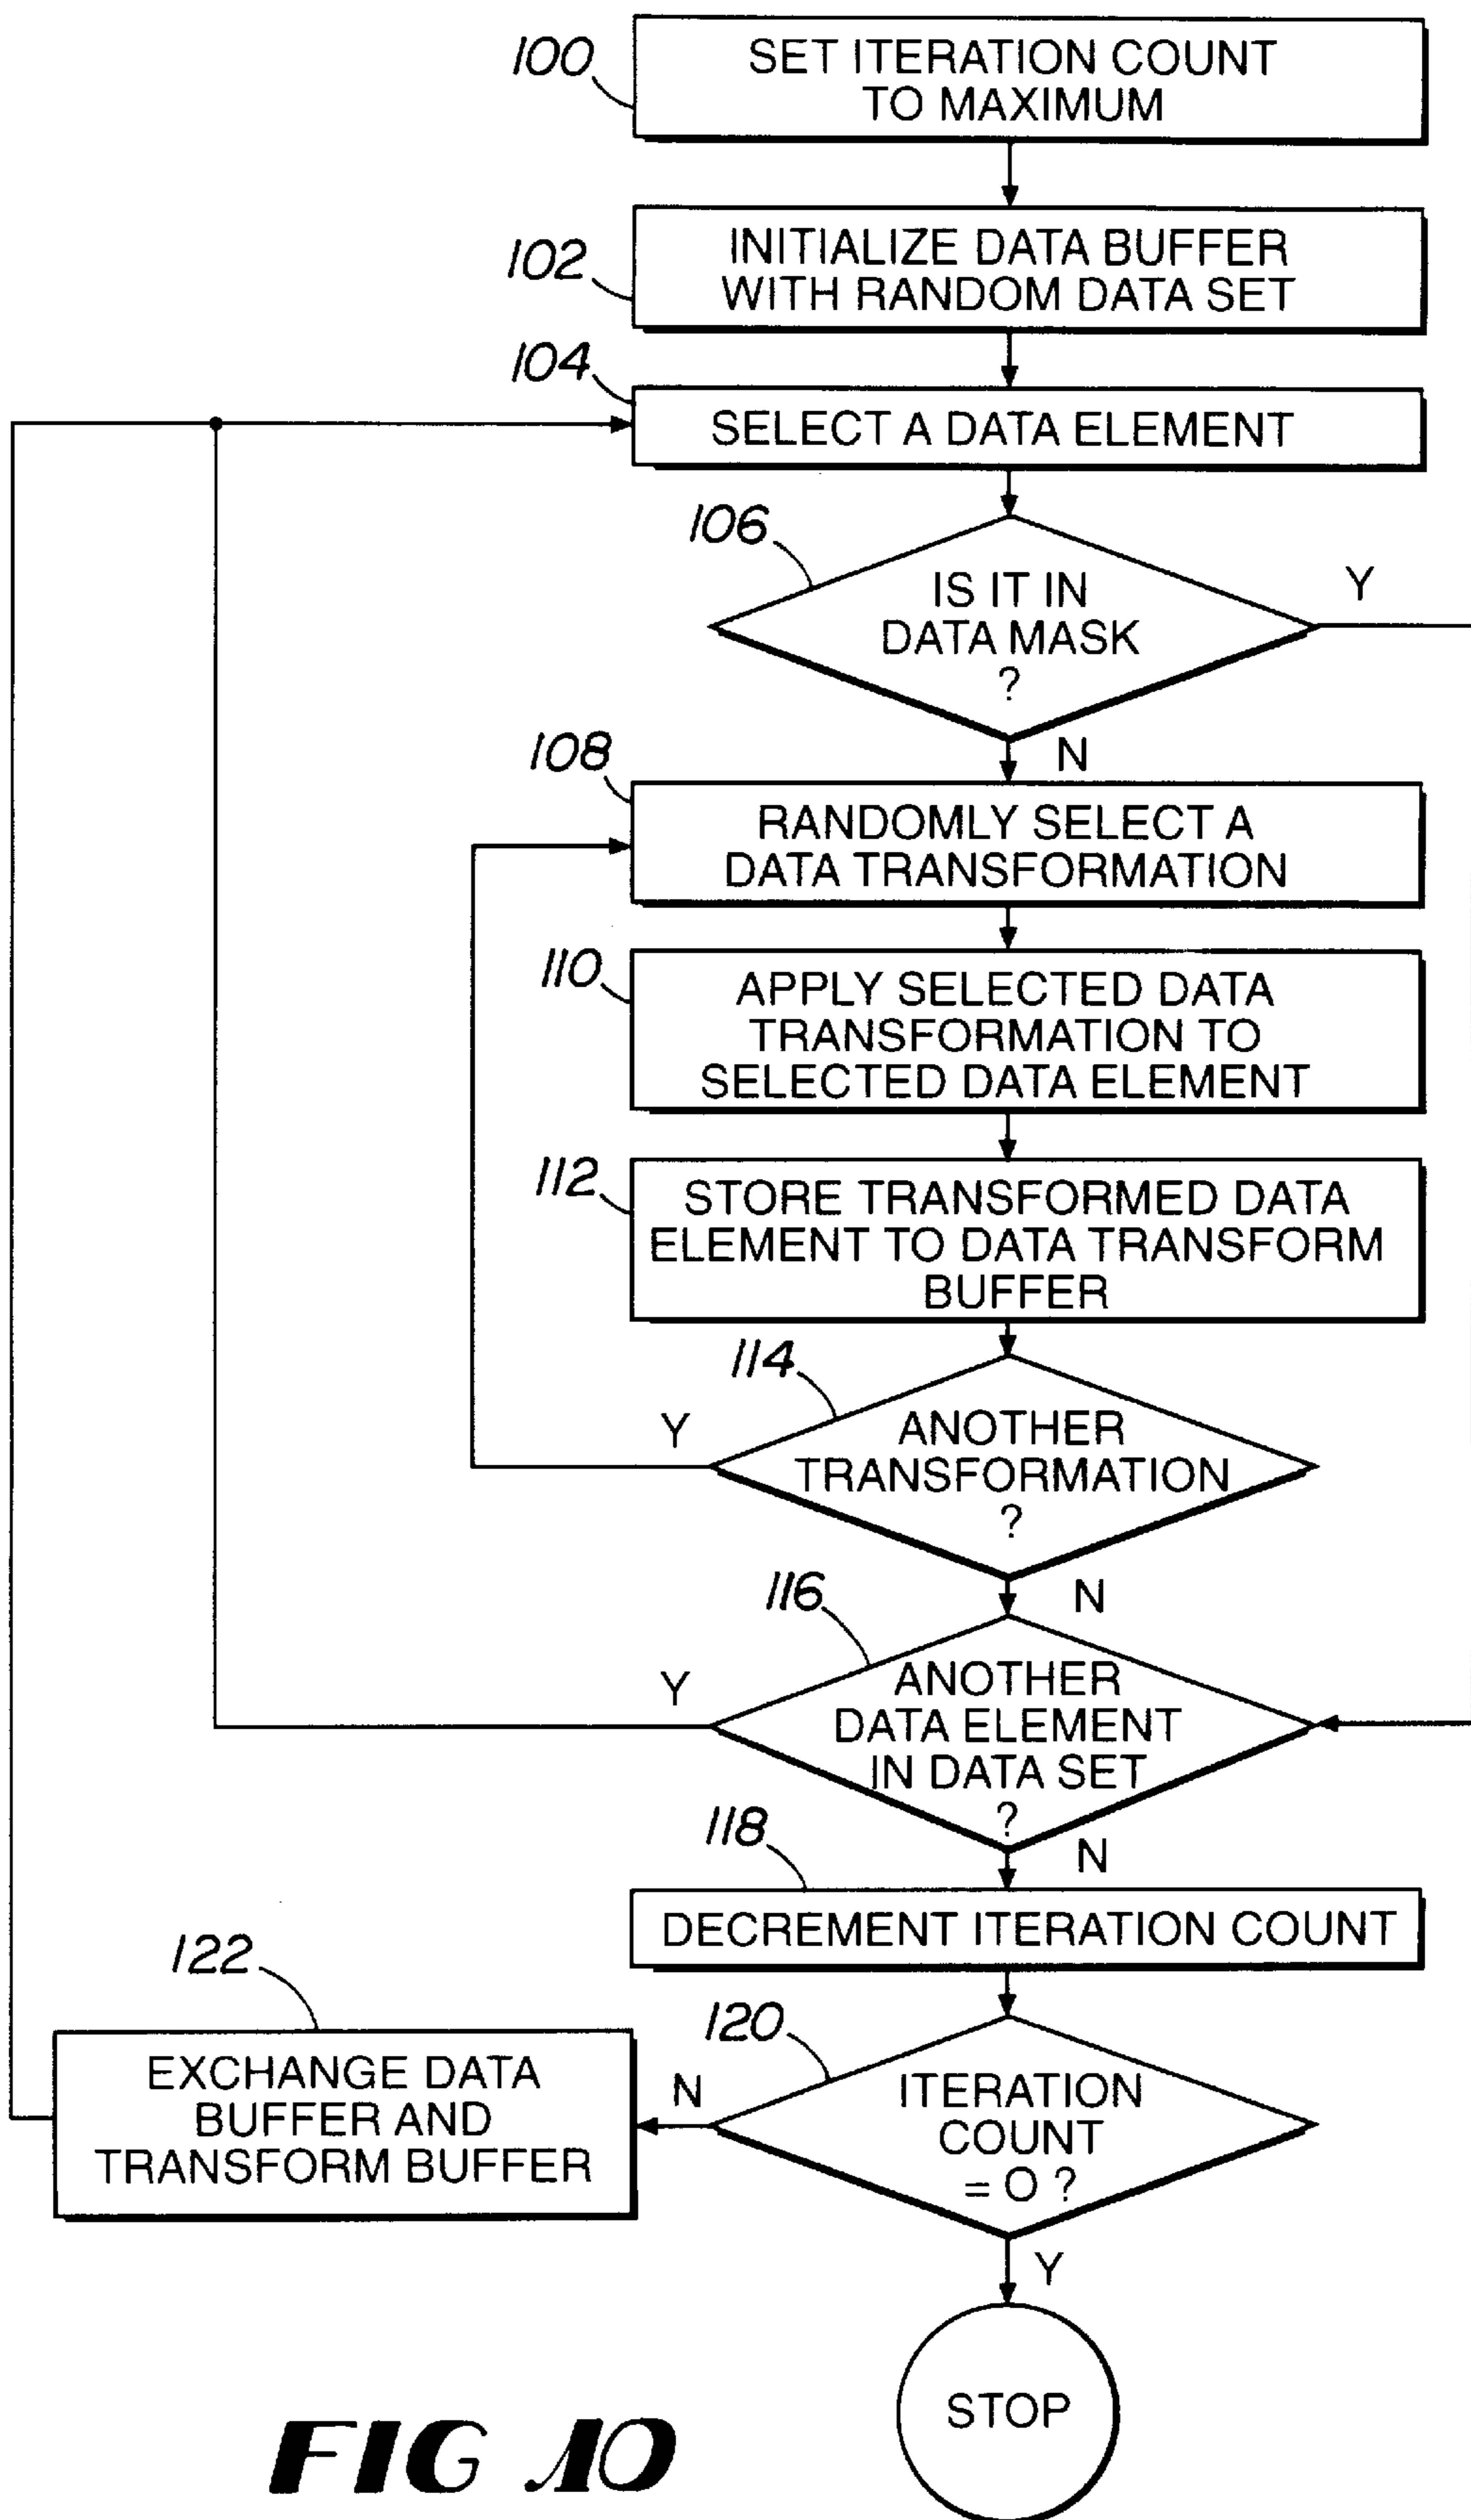 100
SET ITERATION COUNT
TO MAXIMUM
102
INITIALIZE DATA BUFFER
WITH RANDOM DATA SET
104
SELECT A DATA ELEMENT
106
IS IT IN
DATA MASK
?
Y
N
108
RANDOMLY SELECT A
DATA TRANSFORMATION
110
APPLY SELECTED DATA
TRANSFORMATION TO
SELECTED DATA ELEMENT
112
STORE TRANSFORMED DATA
ELEMENT TO DATA TRANSFORM
BUFFER
114
ANOTHER
TRANSFORMATION
?
Y
N
116
ANOTHER
DATA ELEMENT
IN DATA SET
?
Y
N
118
DECREMENT ITERATION COUNT
120
ITERATION
COUNT
= 0 ?
N
122
EXCHANGE DATA
BUFFER AND
TRANSFORM BUFFER
Y
STOP
FIG 10